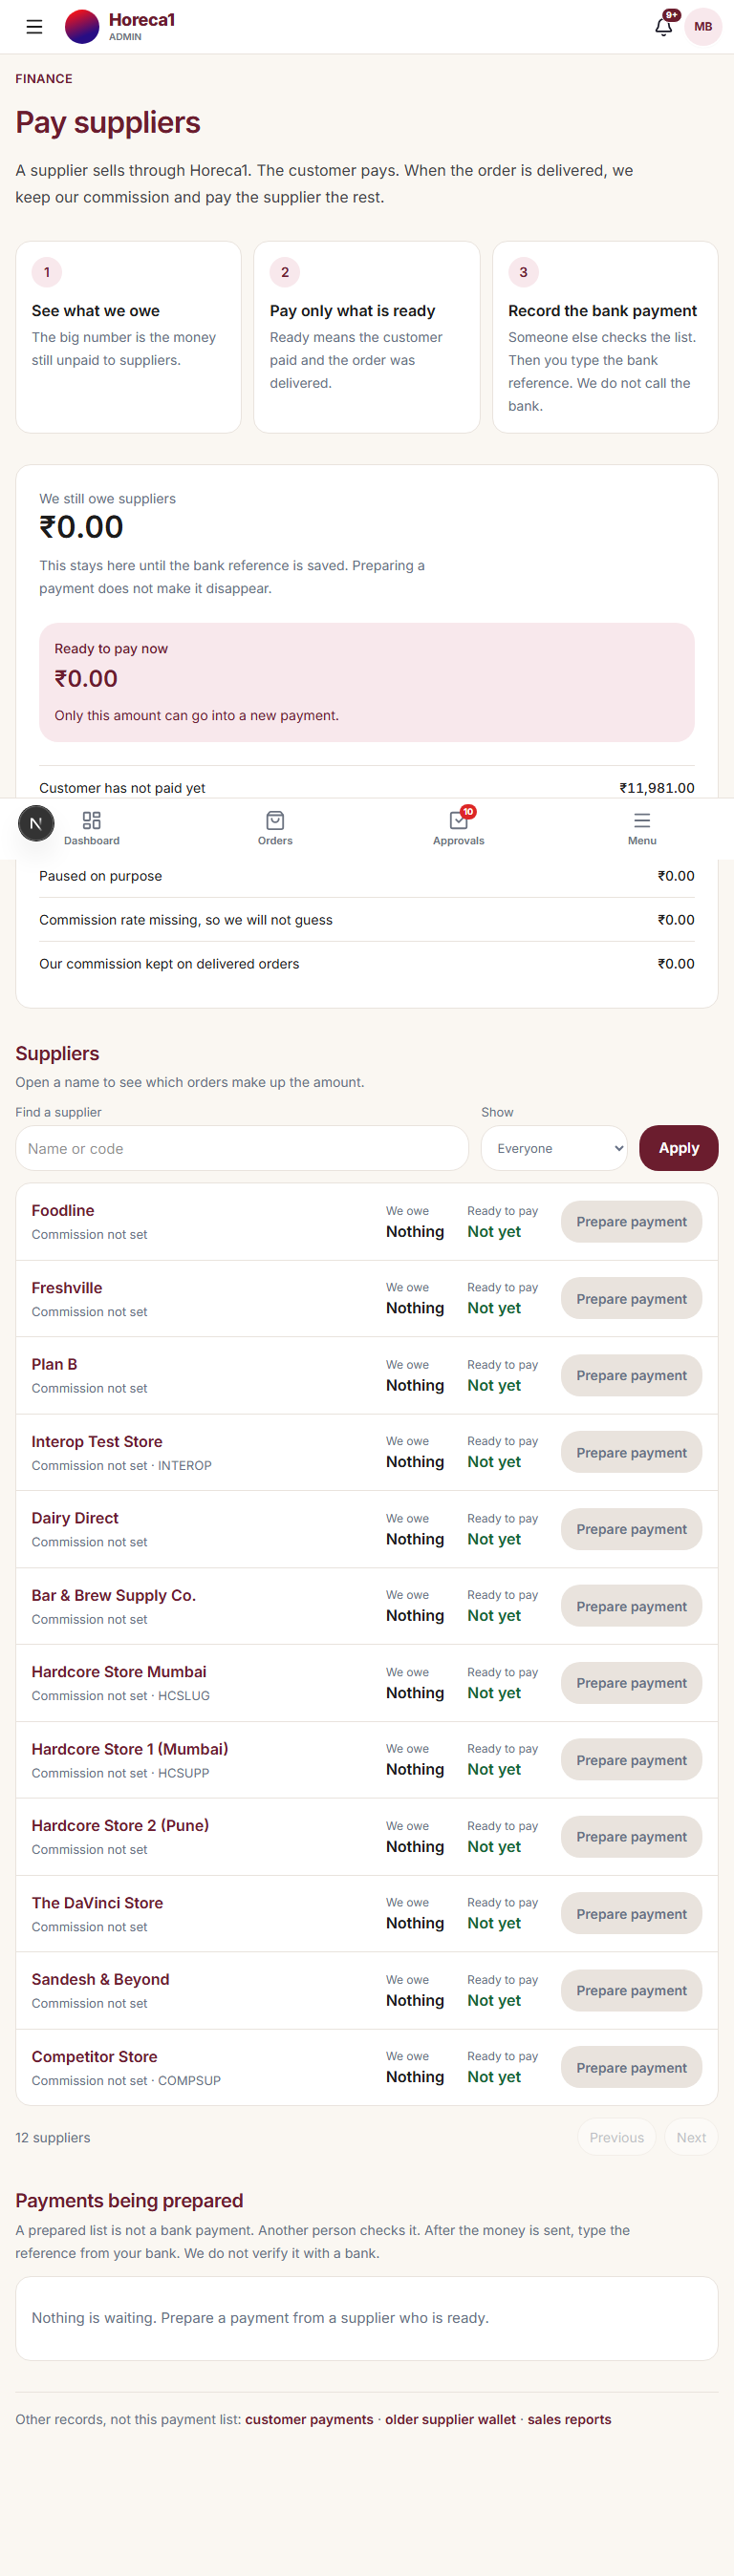 Horeca1
ADMIN
9+
MB
FINANCE
Pay suppliers
A supplier sells through Horeca1. The customer pays. When the order is delivered, we
keep our commission and pay the supplier the rest.
1
See what we owe
The big number is the money
still unpaid to suppliers.
2
Pay only what is ready
Ready means the customer
paid and the order was
delivered.
3
Record the bank payment
Someone else checks the list.
Then you type the bank
reference. We do not call the
bank.
We still owe suppliers
₹0.00
This stays here until the bank reference is saved. Preparing a
payment does not make it disappear.
Ready to pay now
₹0.00
Only this amount can go into a new payment.
Customer has not paid yet ₹11,981.00
N
Dashboard
Orders
10
Approvals
Menu
Paused on purpose ₹0.00
Commission rate missing, so we will not guess ₹0.00
Our commission kept on delivered orders ₹0.00
Suppliers
Open a name to see which orders make up the amount.
Find a supplier Show
Name or code Everyone Apply
Foodline
Commission not set
We owe
Nothing
Ready to pay
Not yet
Prepare payment
Freshville
Commission not set
We owe
Nothing
Ready to pay
Not yet
Prepare payment
Plan B
Commission not set
We owe
Nothing
Ready to pay
Not yet
Prepare payment
Interop Test Store
Commission not set · INTEROP
We owe
Nothing
Ready to pay
Not yet
Prepare payment
Dairy Direct
Commission not set
We owe
Nothing
Ready to pay
Not yet
Prepare payment
Bar & Brew Supply Co.
Commission not set
We owe
Nothing
Ready to pay
Not yet
Prepare payment
Hardcore Store Mumbai
Commission not set · HCSLUG
We owe
Nothing
Ready to pay
Not yet
Prepare payment
Hardcore Store 1 (Mumbai)
Commission not set · HCSUPP
We owe
Nothing
Ready to pay
Not yet
Prepare payment
Hardcore Store 2 (Pune)
Commission not set
We owe
Nothing
Ready to pay
Not yet
Prepare payment
The DaVinci Store
Commission not set
We owe
Nothing
Ready to pay
Not yet
Prepare payment
Sandesh & Beyond
Commission not set
We owe
Nothing
Ready to pay
Not yet
Prepare payment
Competitor Store
Commission not set · COMPSUP
We owe
Nothing
Ready to pay
Not yet
Prepare payment
12 suppliers Previous Next
Payments being prepared
A prepared list is not a bank payment. Another person checks it. After the money is sent, type the
reference from your bank. We do not verify it with a bank.
Nothing is waiting. Prepare a payment from a supplier who is ready.
Other records, not this payment list: customer payments · older supplier wallet · sales reports